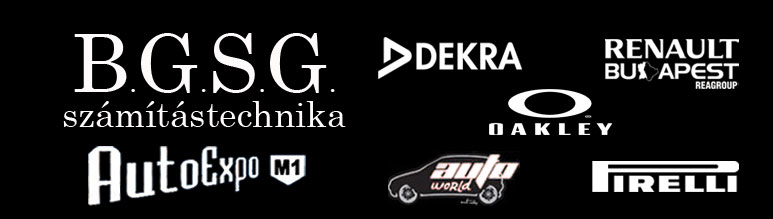 B.G.S.G.
számítástechnika
DEKRA
RENAULT
BUDAPEST
REAGROUP
OAKLEY
AutoExpo M1
auto
world
PIRELLI